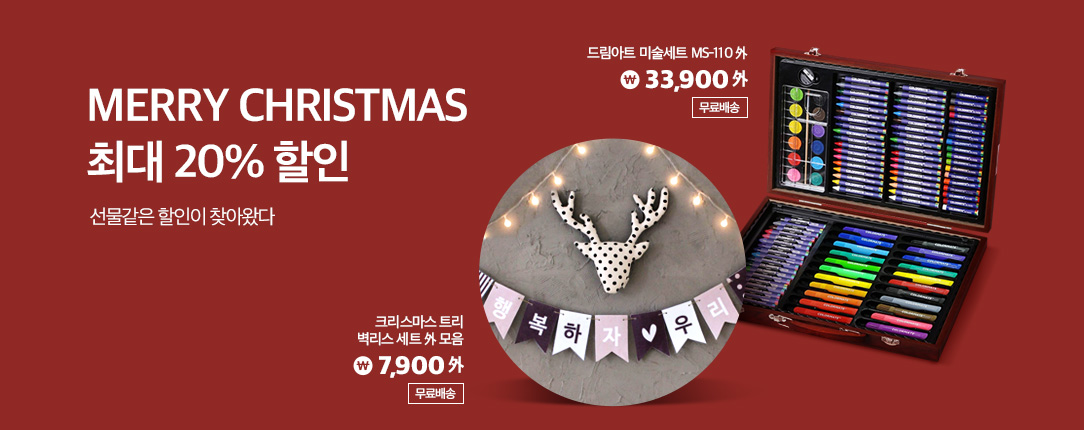 MERRY CHRISTMAS
최대 20% 할인
선물같은 할인이 찾아왔다
드림아트 미술세트 MS-110 外
₩ 33,900 外
무료배송
행복하자♥우리
크리스마스 트리
벽리스 세트 外 모음
₩ 7,900 外
무료배송